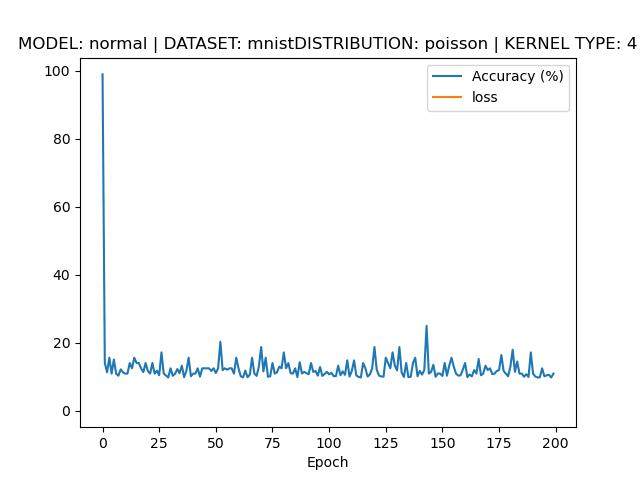 MODEL: normal | DATASET: mnistDISTRIBUTION: poisson | KERNEL TYPE: 4
Accuracy (%)
loss
100
80
60
40
20
0
0 25 50 75 100 125 150 175 200
Epoch